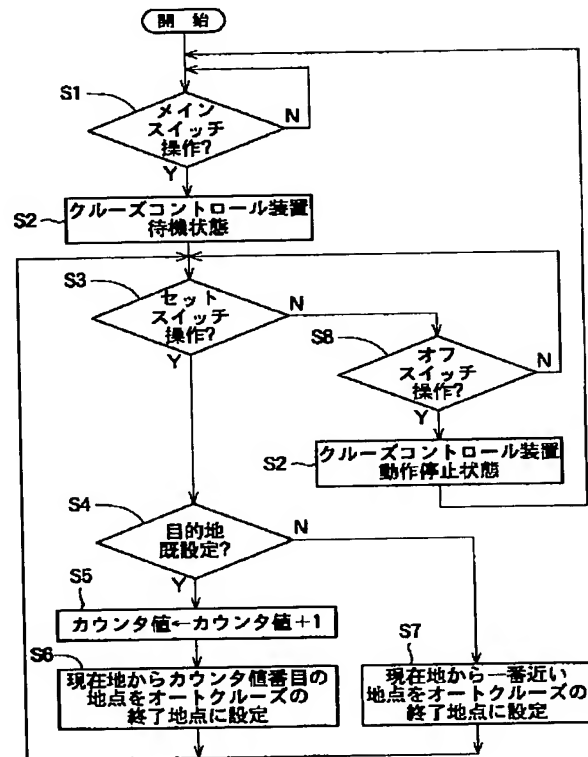 開 始
S1
メイン
スイッチ
操作?
N
Y
S2
クルーズコントロール装置
待機状態
S3
セット
スイッチ
操作?
N
Y
S8
オフ
スイッチ
操作?
N
Y
S2
クルーズコントロール装置
動作停止状態
S4
目的地
既設定?
N
Y
S5
カウンタ値←カウンタ値+1
S6
現在地からカウンタ値番目の
地点をオートクルーズの
終了地点に設定
S7
現在地から一番近い
地点をオートクルーズの
終了地点に設定